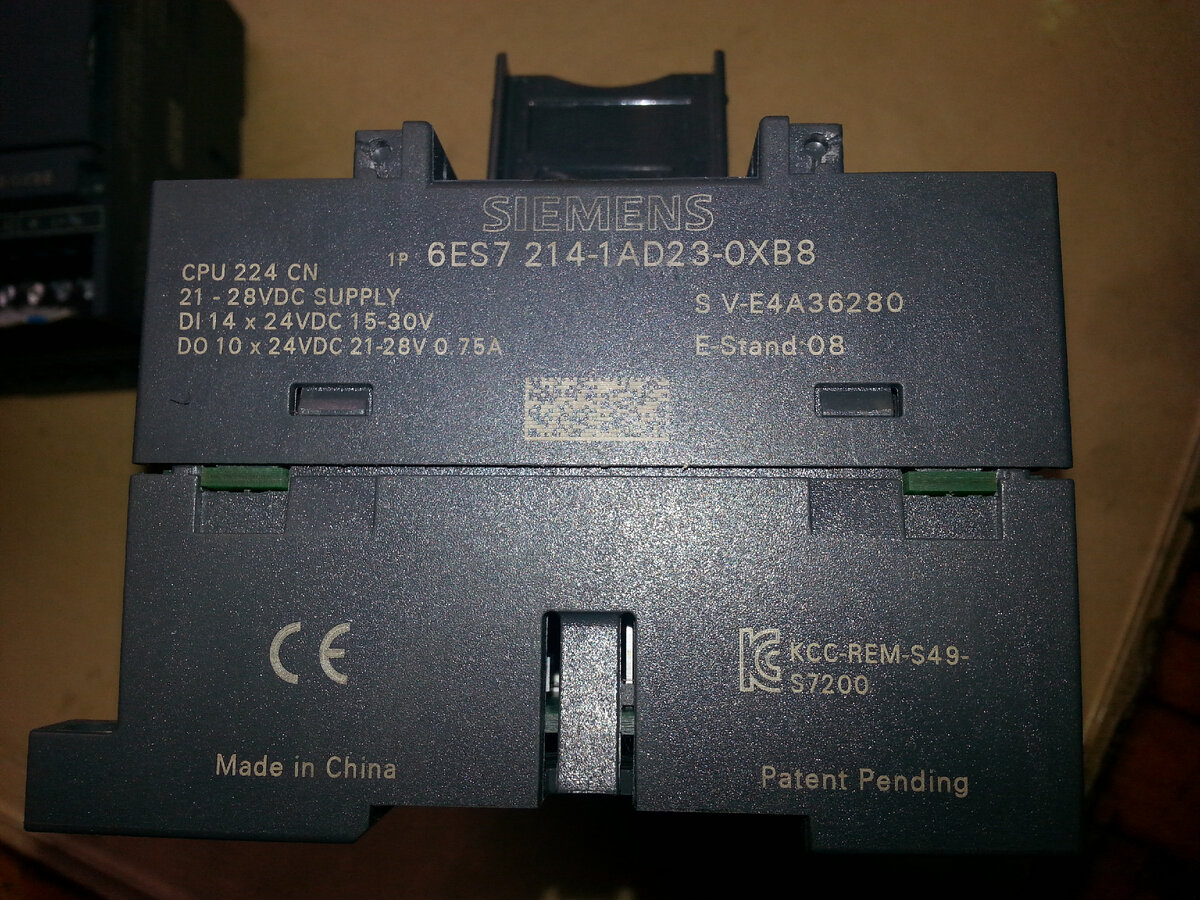 SIEMENS
1P 6ES7 214-1AD23-0XB8
CPU 224 CN
21 - 28VDC SUPPLY
DI 14 x 24VDC 15-30V
DO 10 x 24VDC 21-28V 0.75A
S V-E4A36280
E-Stand: 08
CE
KCC-REM-S49-
S7200
Made in China
Patent Pending